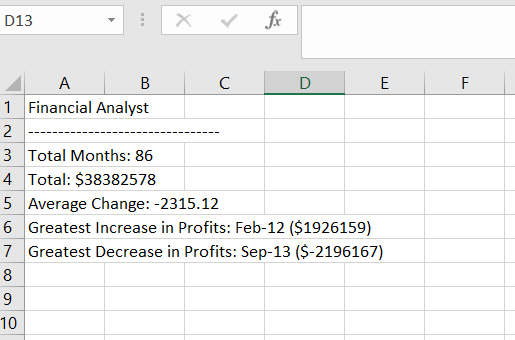 D13 fx
A B C D E F
1 Financial Analyst
2 --------------------------------
3 Total Months: 86
4 Total: $38382578
5 Average Change: -2315.12
6 Greatest Increase in Profits: Feb-12 ($1926159)
7 Greatest Decrease in Profits: Sep-13 ($-2196167)
8
9
10